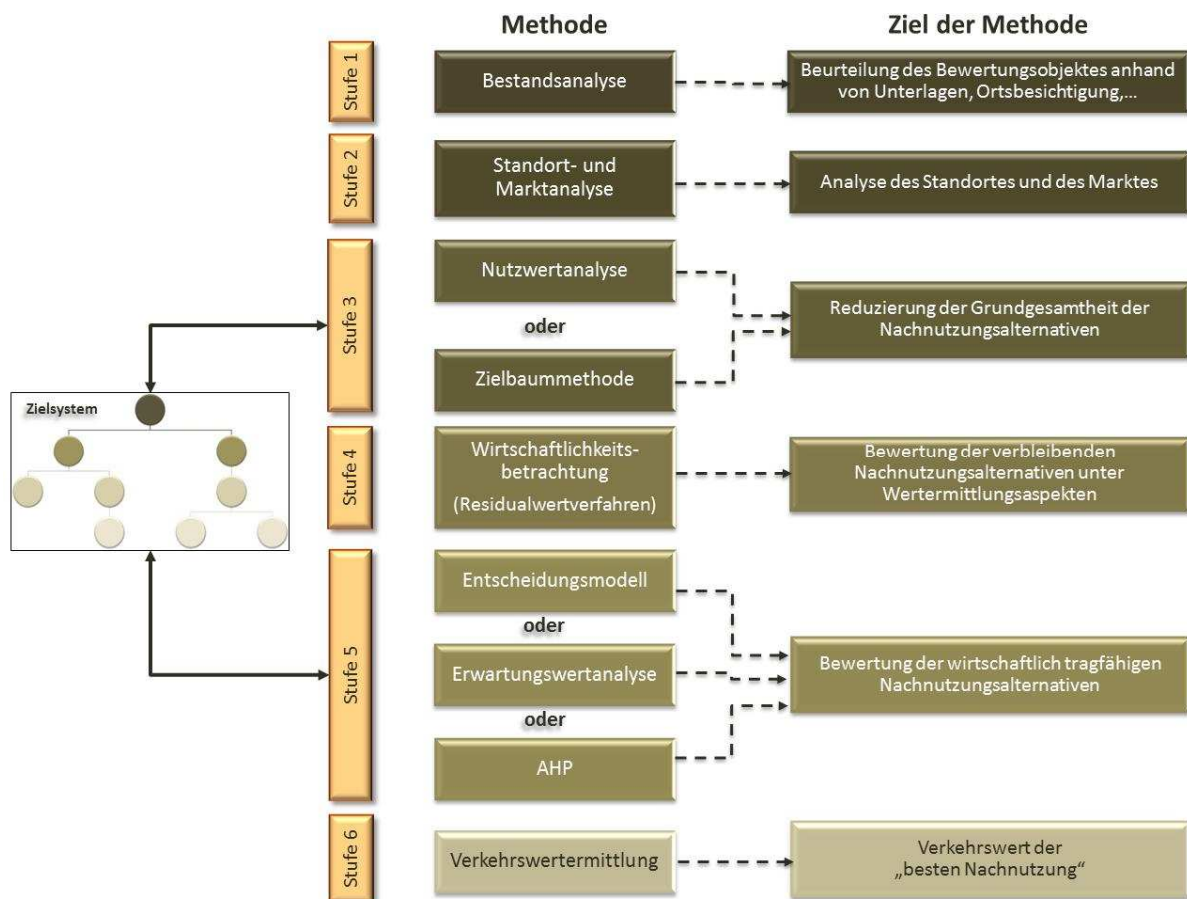 Methode
Ziel der Methode
Stufe 1
Bestandsanalyse
Beurteilung des Bewertungsobjektes anhand
von Unterlagen, Ortsbesichtigung,...
Stufe 2
Standort- und
Marktanalyse
Analyse des Standortes und des Marktes
Stufe 3
Nutzwertanalyse
oder
Zielbaummethode
Reduzierung der Grundgesamtheit der
Nachnutzungsalternativen
Zielsystem
Stufe 4
Wirtschaftlichkeits-
betrachtung
(Residualwertverfahren)
Bewertung der verbleibenden
Nachnutzungsalternativen unter
Wertermittlungsaspekten
Stufe 5
Entscheidungsmodell
oder
Erwartungswertanalyse
oder
AHP
Bewertung der wirtschaftlich tragfähigen
Nachnutzungsalternativen
Stufe 6
Verkehrswertermittlung
Verkehrswert der
„besten Nachnutzung“